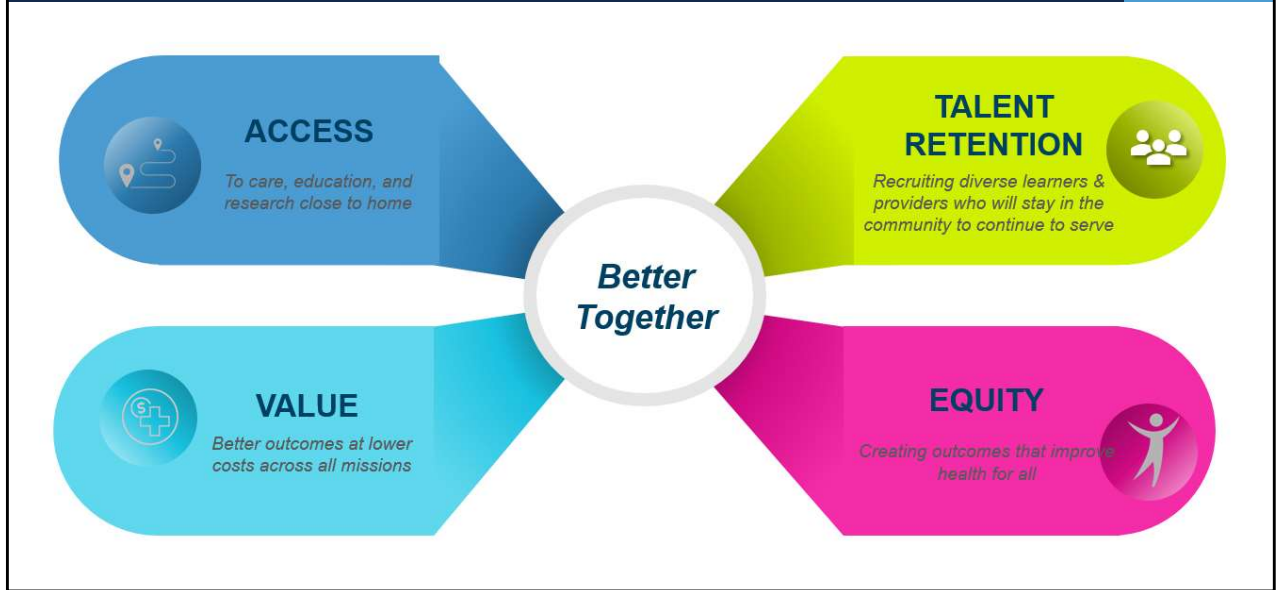 ACCESS
To care, education, and
research close to home
TALENT
RETENTION
Recruiting diverse learners &
providers who will stay in the
community to continue to serve
Better
Together
VALUE
Better outcomes at lower
costs across all missions
$
EQUITY
Creating outcomes that improve
health for all